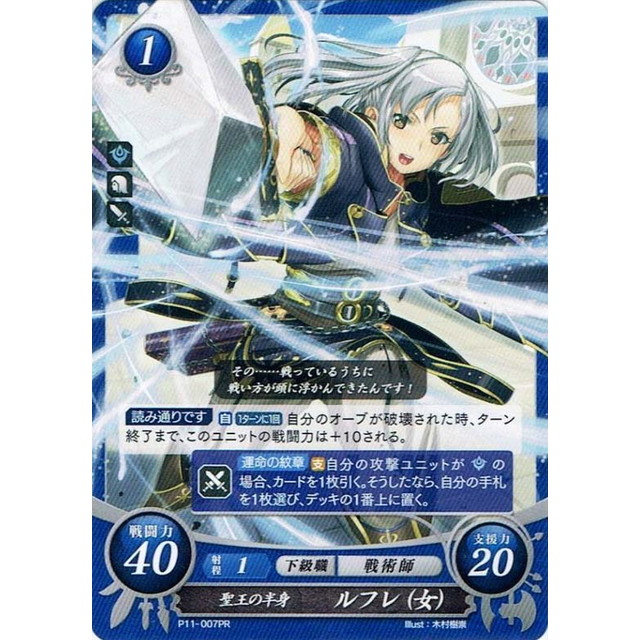 1
その……戦っているうちに
戦い方が頭に浮かんできたんです!
読み通りです 自 1ターンに1回 自分のオーブが破壊された時、ターン
終了まで、このユニットの戦闘力は+10される。
運命の紋章 支 自分の攻撃ユニットが の
場合、カードを1枚引く。そうしたなら、自分の手札
を1枚選び、デッキの1番上に置く。
戦闘力 40
射程 1 下級職 戦術師
支援力 20
聖王の半身 ルフレ(女)
P11-007PR Illust:木村樹崇